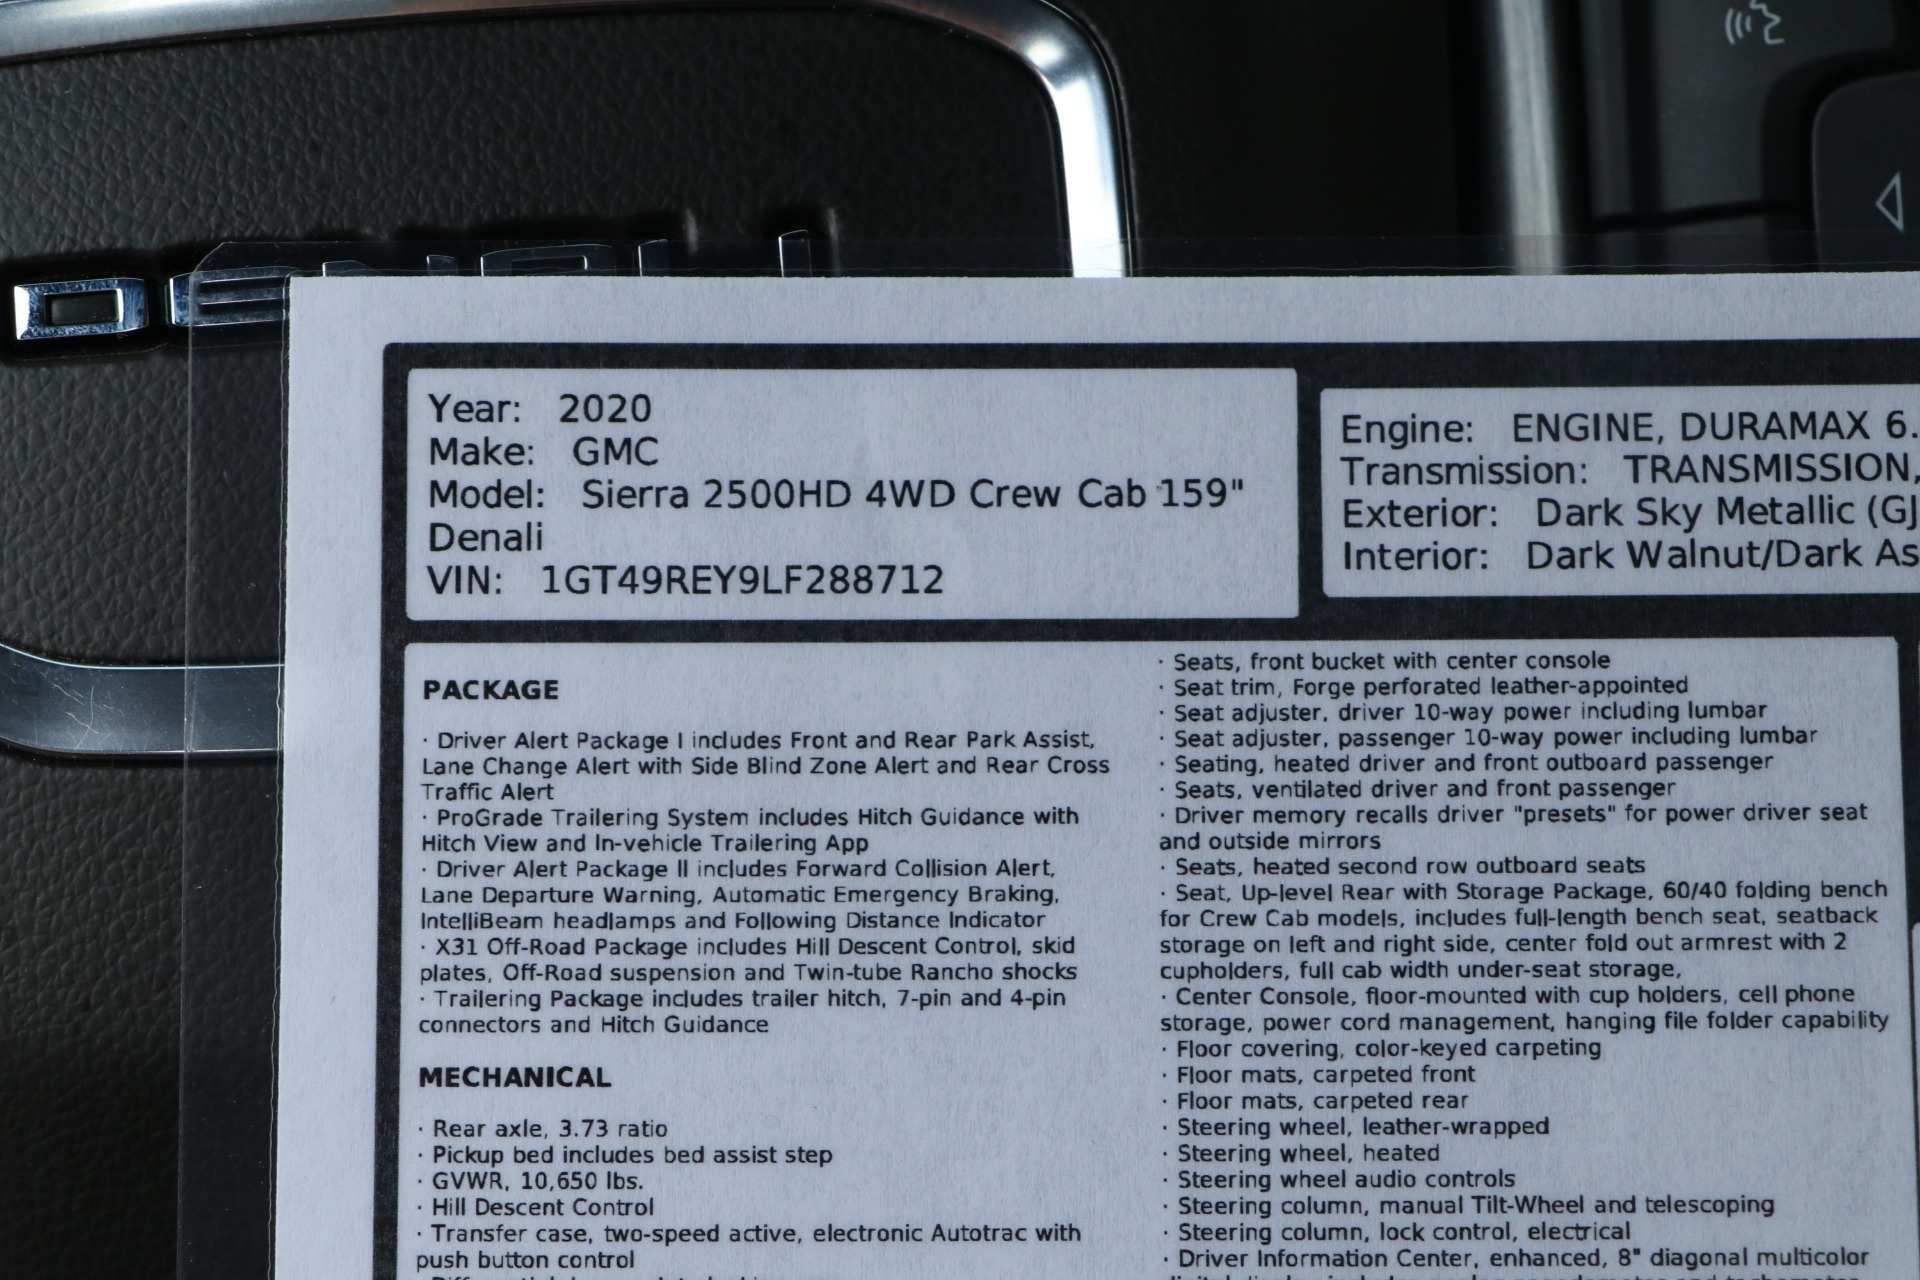 Year: 2020
Make: GMC
Model: Sierra 2500HD 4WD Crew Cab 159"
Denali
VIN: 1GT49REY9LF288712
Engine: ENGINE, DURAMAX 6.
Transmission: TRANSMISSION,
Exterior: Dark Sky Metallic (GJ
Interior: Dark Walnut/Dark As
PACKAGE
· Driver Alert Package I includes Front and Rear Park Assist,
Lane Change Alert with Side Blind Zone Alert and Rear Cross
Traffic Alert
· ProGrade Trailering System includes Hitch Guidance with
Hitch View and In-vehicle Trailering App
· Driver Alert Package II includes Forward Collision Alert,
Lane Departure Warning, Automatic Emergency Braking,
IntelliBeam headlamps and Following Distance Indicator
· X31 Off-Road Package includes Hill Descent Control, skid
plates, Off-Road suspension and Twin-tube Rancho shocks
· Trailering Package includes trailer hitch, 7-pin and 4-pin
connectors and Hitch Guidance
MECHANICAL
· Rear axle, 3.73 ratio
· Pickup bed includes bed assist step
· GVWR, 10,650 lbs.
· Hill Descent Control
· Transfer case, two-speed active, electronic Autotrac with
push button control
· Seats, front bucket with center console
· Seat trim, Forge perforated leather-appointed
· Seat adjuster, driver 10-way power including lumbar
· Seat adjuster, passenger 10-way power including lumbar
· Seating, heated driver and front outboard passenger
· Seats, ventilated driver and front passenger
· Driver memory recalls driver "presets" for power driver seat
and outside mirrors
· Seats, heated second row outboard seats
· Seat, Up-level Rear with Storage Package, 60/40 folding bench
for Crew Cab models, includes full-length bench seat, seatback
storage on left and right side, center fold out armrest with 2
cupholders, full cab width under-seat storage,
· Center Console, floor-mounted with cup holders, cell phone
storage, power cord management, hanging file folder capability
· Floor covering, color-keyed carpeting
· Floor mats, carpeted front
· Floor mats, carpeted rear
· Steering wheel, leather-wrapped
· Steering wheel, heated
· Steering wheel audio controls
· Steering column, manual Tilt-Wheel and telescoping
· Steering column, lock control, electrical
· Driver Information Center, enhanced, 8" diagonal multicolor